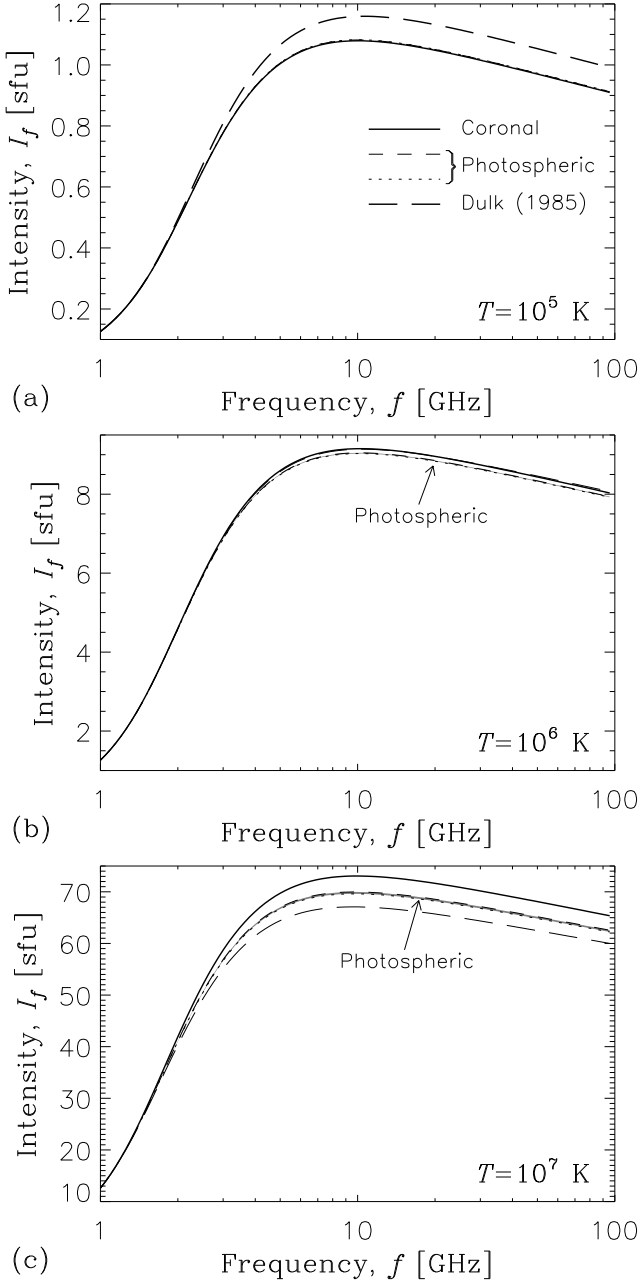 1.2
1.0
0.8
0.6
0.4
0.2
Intensity, I_f [sfu]
Coronal
Photospheric
Dulk (1985)
T=10^5 K
1 10 100
(a) Frequency, f [GHz]
8
6
4
2
Intensity, I_f [sfu]
Photospheric
T=10^6 K
1 10 100
(b) Frequency, f [GHz]
70
60
50
40
30
20
10
Intensity, I_f [sfu]
Photospheric
T=10^7 K
1 10 100
(c) Frequency, f [GHz]